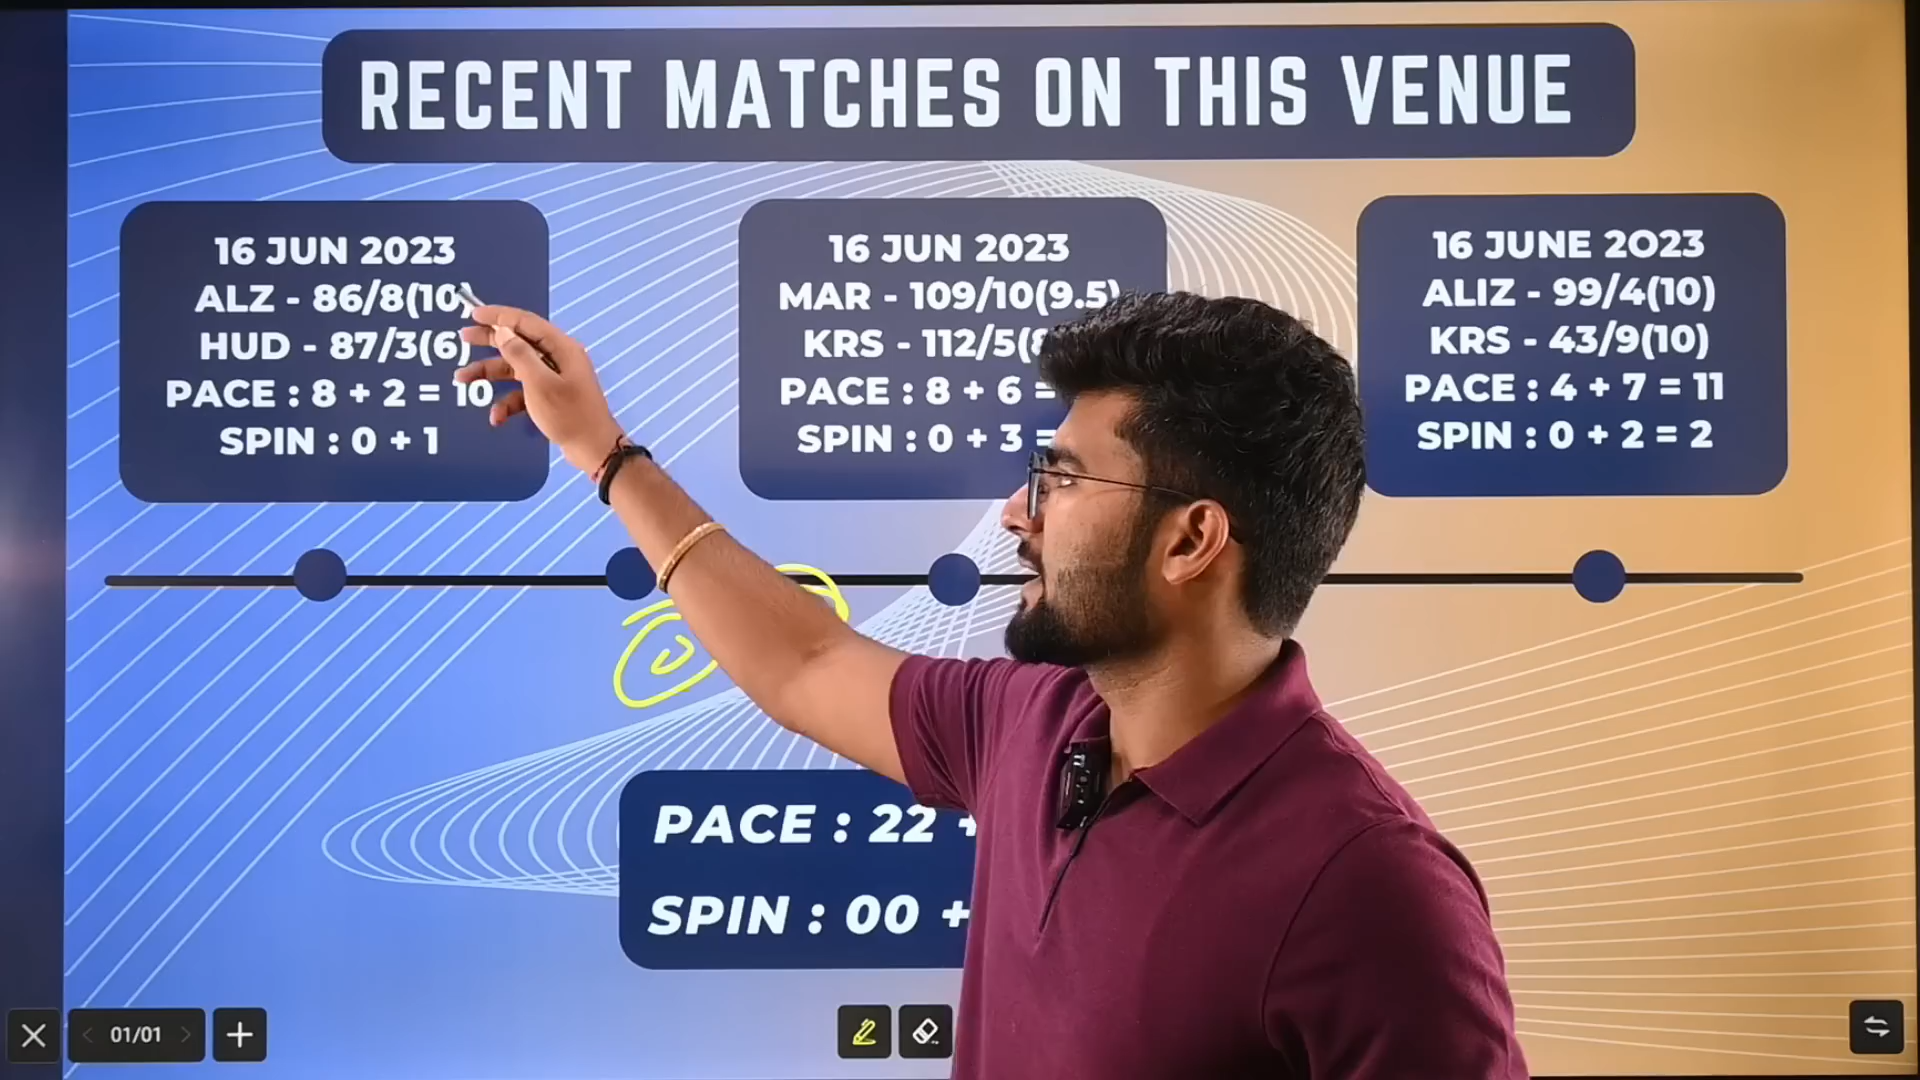 RECENT MATCHES ON THIS VENUE
16 JUN 2023
ALZ - 86/8(10)
HUD - 87/3(6)
PACE : 8 + 2 = 10
SPIN : 0 + 1
16 JUN 2023
MAR - 109/10(9.5)
KRS - 112/5(8
PACE : 8 + 6 =
SPIN : 0 + 3 =
16 JUNE 2023
ALIZ - 99/4(10)
KRS - 43/9(10)
PACE : 4 + 7 = 11
SPIN : 0 + 2 = 2
PACE : 22 +
SPIN : 00 +
01/01